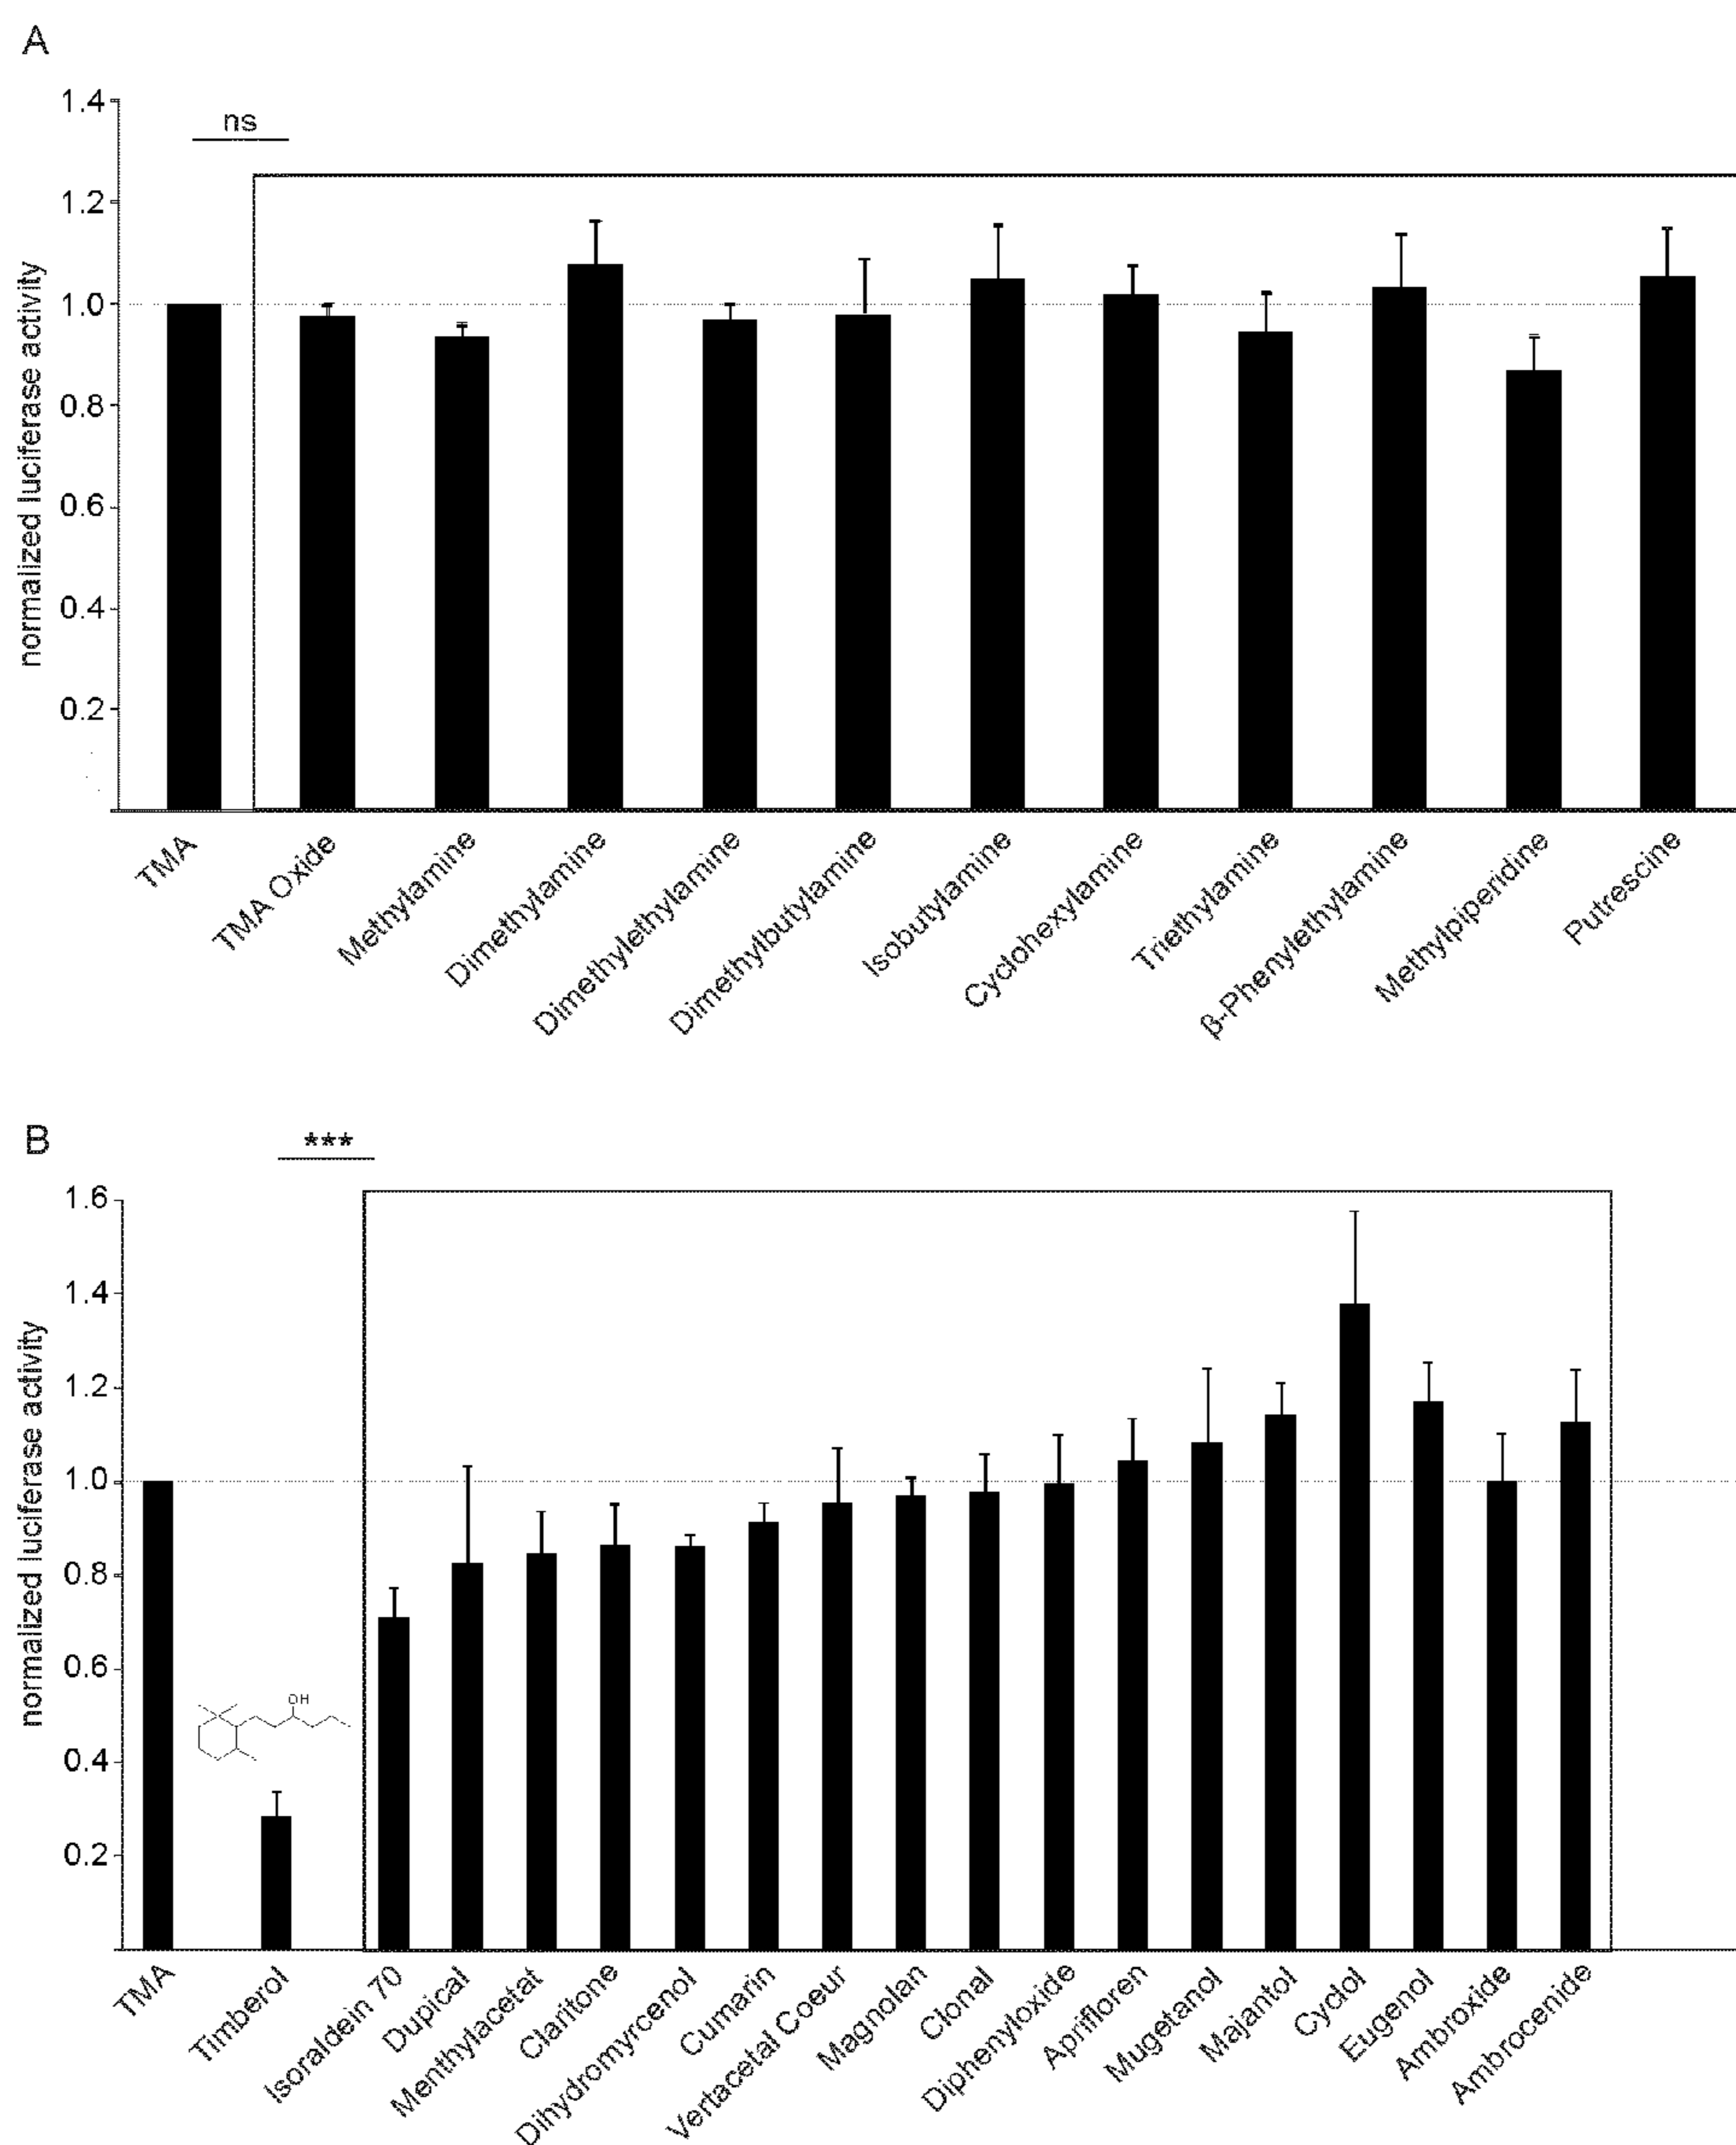 A
1.4
ns
1.2
1.0
0.8
0.6
0.4
0.2
normalized luciferase activity
TMA
TMA Oxide
Methylamine
Dimethylamine
Dimethylethylamine
Dimethylbutylamine
Isobutylamine
Cyclohexylamine
Triethylamine
β-Phenylethylamine
Methylpiperidine
Putrescine
B
***
1.6
1.4
1.2
1.0
0.8
0.6
0.4
0.2
normalized luciferase activity
OH
TMA
Timberol
Isoraldein 70
Dupical
Menthylacetat
Claritone
Dihydromyrcenol
Cumarin
Vertacetal Coeur
Magnolan
Clonal
Diphenyloxide
Aprifloren
Mugetanol
Majantol
Cyclol
Eugenol
Ambroxide
Ambrocenide